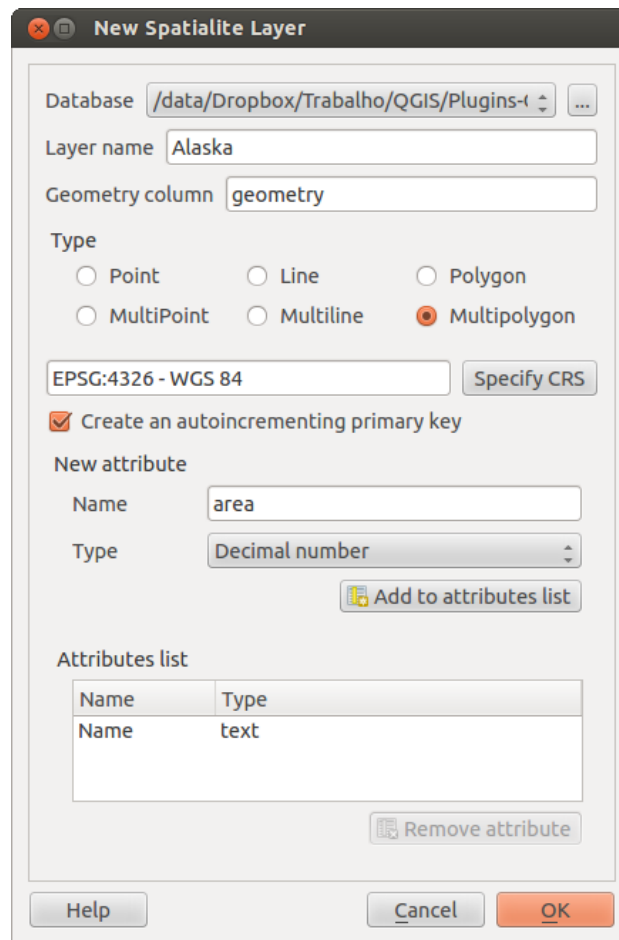 New Spatialite Layer
Database /data/Dropbox/Trabalho/QGIS/Plugins-( ...
Layer name Alaska
Geometry column geometry
Type
Point Line Polygon
MultiPoint Multiline Multipolygon
EPSG:4326 - WGS 84 Specify CRS
Create an autoincrementing primary key
New attribute
Name area
Type Decimal number
Add to attributes list
Attributes list
Name Type
Name text
Remove attribute
Help Cancel OK